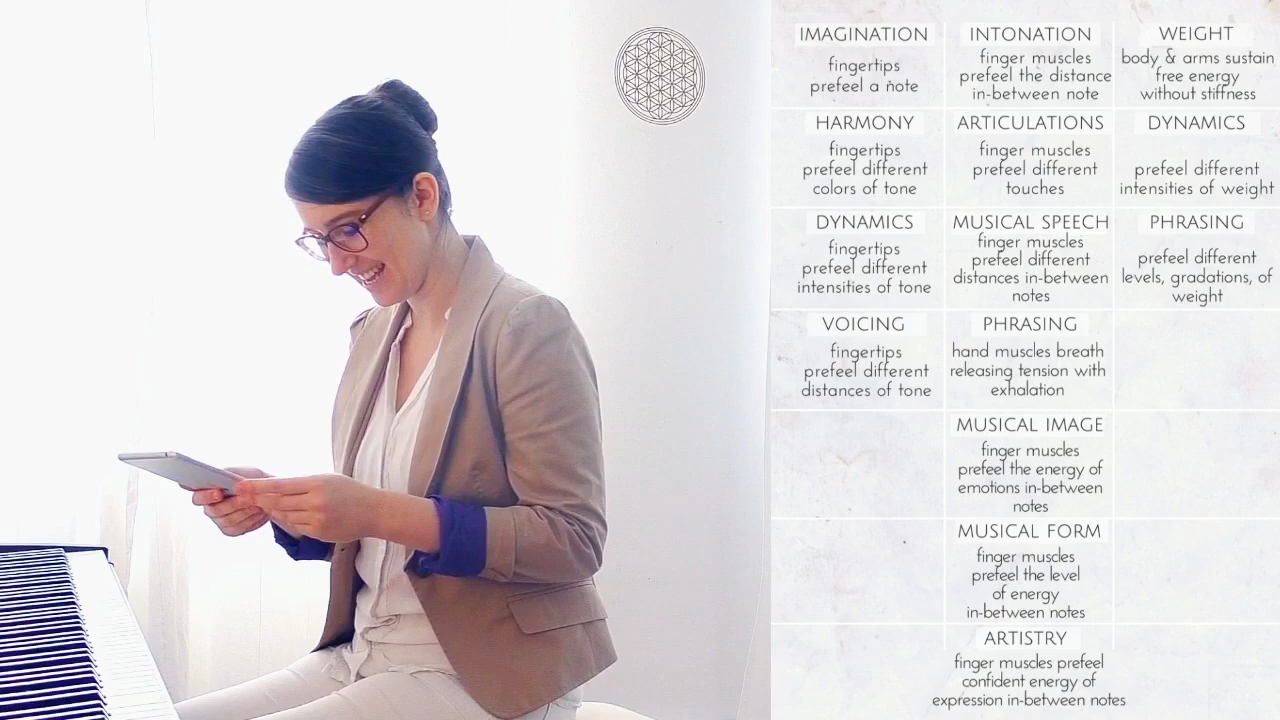 IMAGINATION
fingertips
prefeel a note
INTONATION
finger muscles
prefeel the distance
in-between note
WEIGHT
body & arms sustain
free energy
without stiffness
HARMONY
fingertips
prefeel different
colors of tone
ARTICULATIONS
finger muscles
prefeel different
touches
DYNAMICS
prefeel different
intensities of weight
DYNAMICS
fingertips
prefeel different
intensities of tone
MUSICAL SPEECH
finger muscles
prefeel different
distances in-between
notes
PHRASING
prefeel different
levels, gradations, of
weight
VOICING
fingertips
prefeel different
distances of tone
PHRASING
hand muscles breath
releasing tension with
exhalation
MUSICAL IMAGE
finger muscles
prefeel the energy of
emotions in-between
notes
MUSICAL FORM
finger muscles
prefeel the level
of energy
in-between notes
ARTISTRY
finger muscles prefeel
confident energy of
expression in-between notes